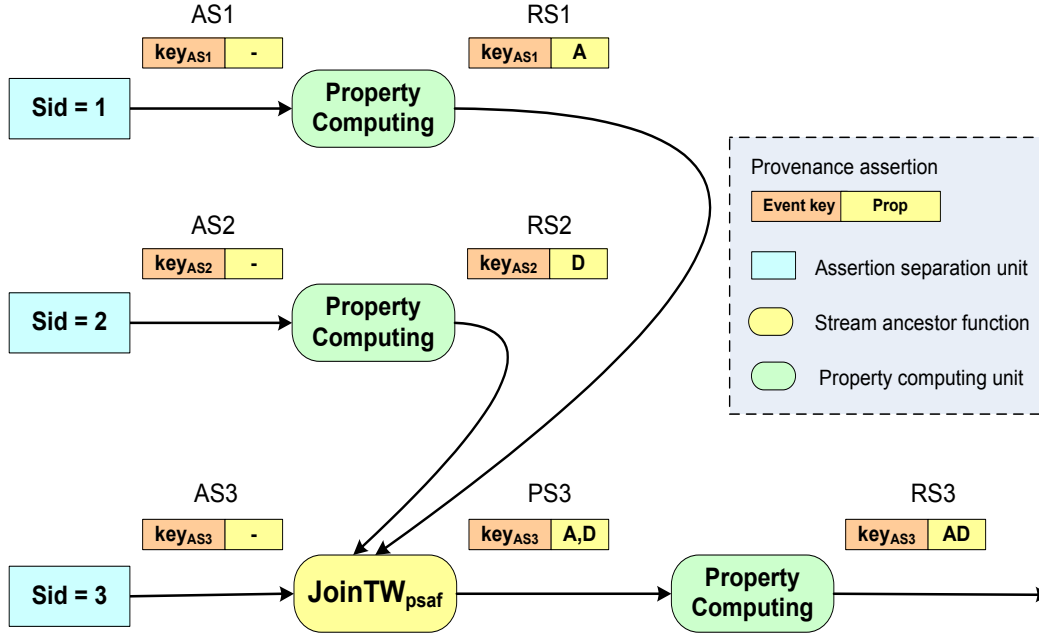 AS1
RS1
keyAS1 -
keyAS1 A
Sid = 1
Property
Computing
Provenance assertion
Event key Prop
Assertion separation unit
Stream ancestor function
Property computing unit
AS2
RS2
keyAS2 -
keyAS2 D
Sid = 2
Property
Computing
AS3
PS3
RS3
keyAS3 -
keyAS3 A,D
keyAS3 AD
Sid = 3
JoinTWpsaf
Property
Computing